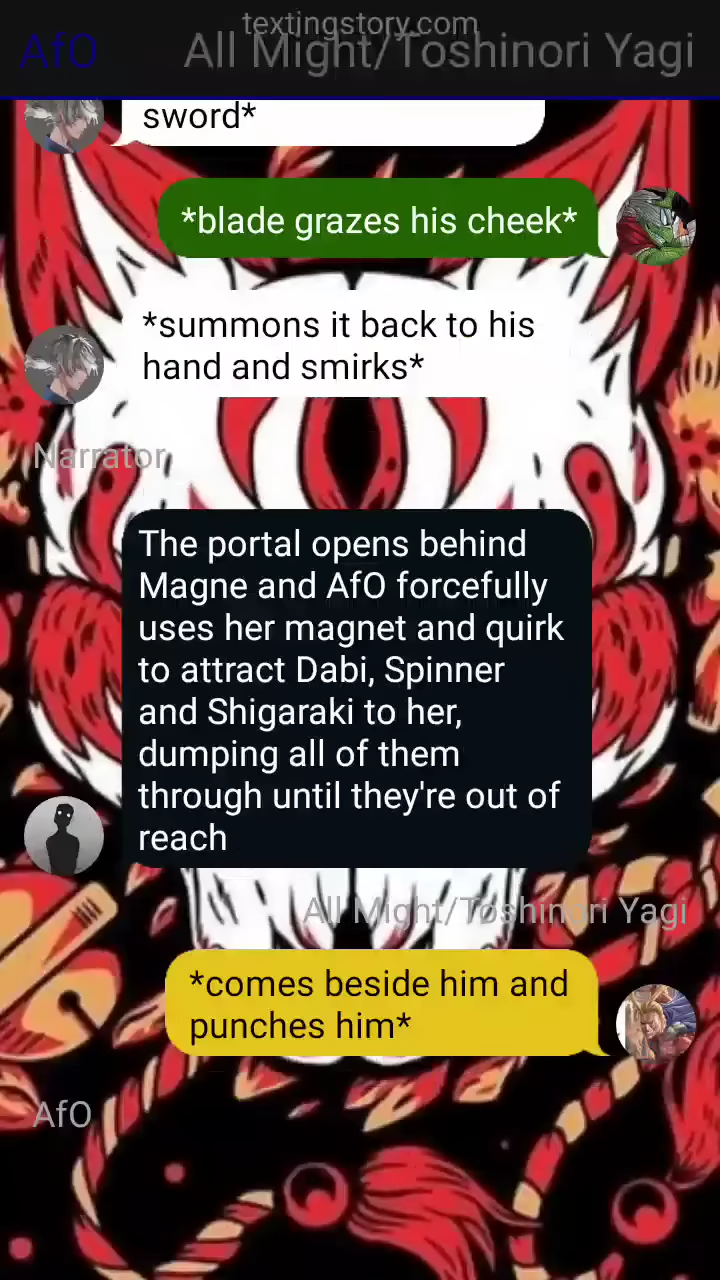 textingstory.com
AfO
All Might/Toshinori Yagi
sword*
*blade grazes his cheek*
*summons it back to his
hand and smirks*
Narrator
The portal opens behind
Magne and AfO forcefully
uses her magnet and quirk
to attract Dabi, Spinner
and Shigaraki to her,
dumping all of them
through until they're out of
reach
All Might/Toshinori Yagi
*comes beside him and
punches him*
AfO